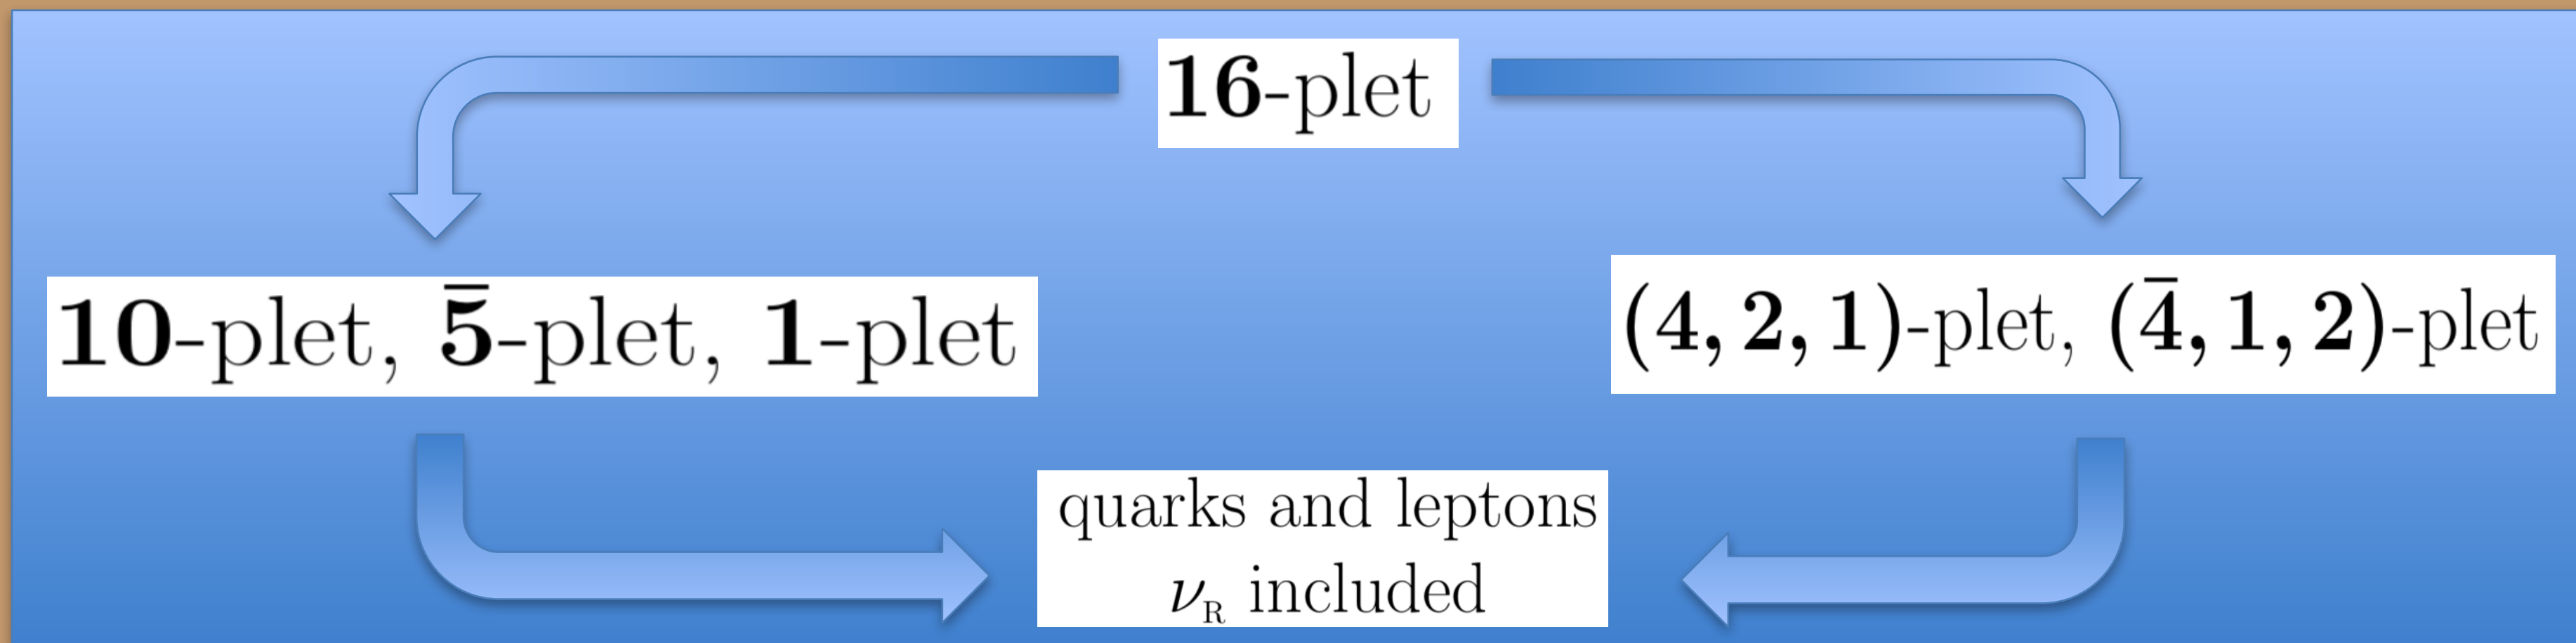 16-plet
10-plet, 5̄-plet, 1-plet
(4, 2, 1)-plet, (4̄, 1, 2)-plet
quarks and leptons
ν_R included